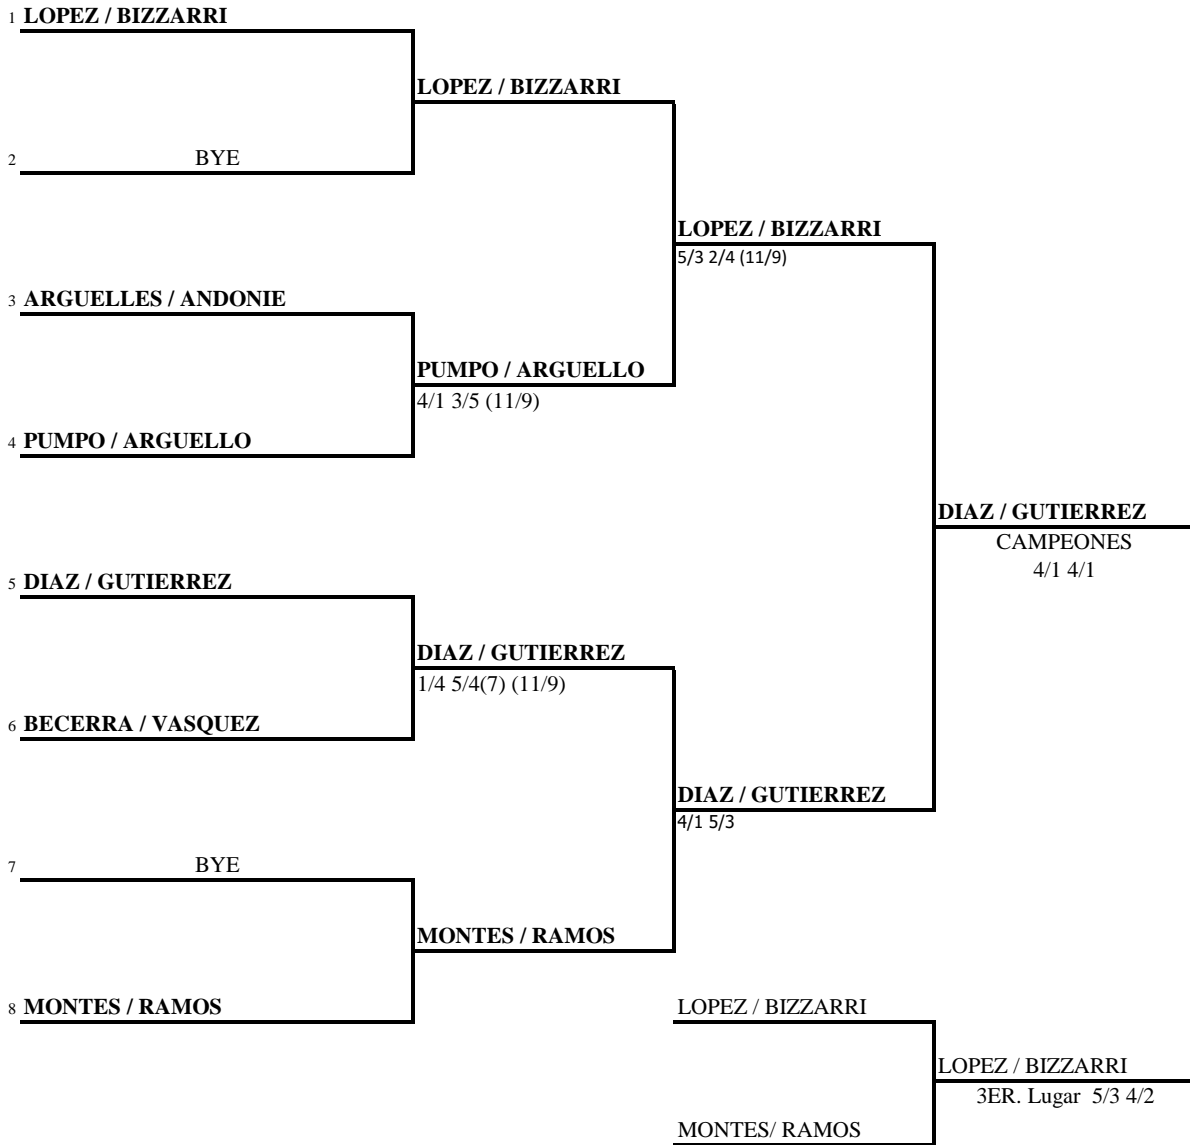 1 LOPEZ / BIZZARRI
LOPEZ / BIZZARRI
2 BYE
LOPEZ / BIZZARRI
5/3 2/4 (11/9)
3 ARGUELLES / ANDONIE
PUMPO / ARGUELLO
4/1 3/5 (11/9)
4 PUMPO / ARGUELLO
DIAZ / GUTIERREZ
CAMPEONES
4/1 4/1
5 DIAZ / GUTIERREZ
DIAZ / GUTIERREZ
1/4 5/4(7) (11/9)
6 BECERRA / VASQUEZ
DIAZ / GUTIERREZ
4/1 5/3
7 BYE
MONTES / RAMOS
8 MONTES / RAMOS
LOPEZ / BIZZARRI
LOPEZ / BIZZARRI
3ER. Lugar 5/3 4/2
MONTES/ RAMOS